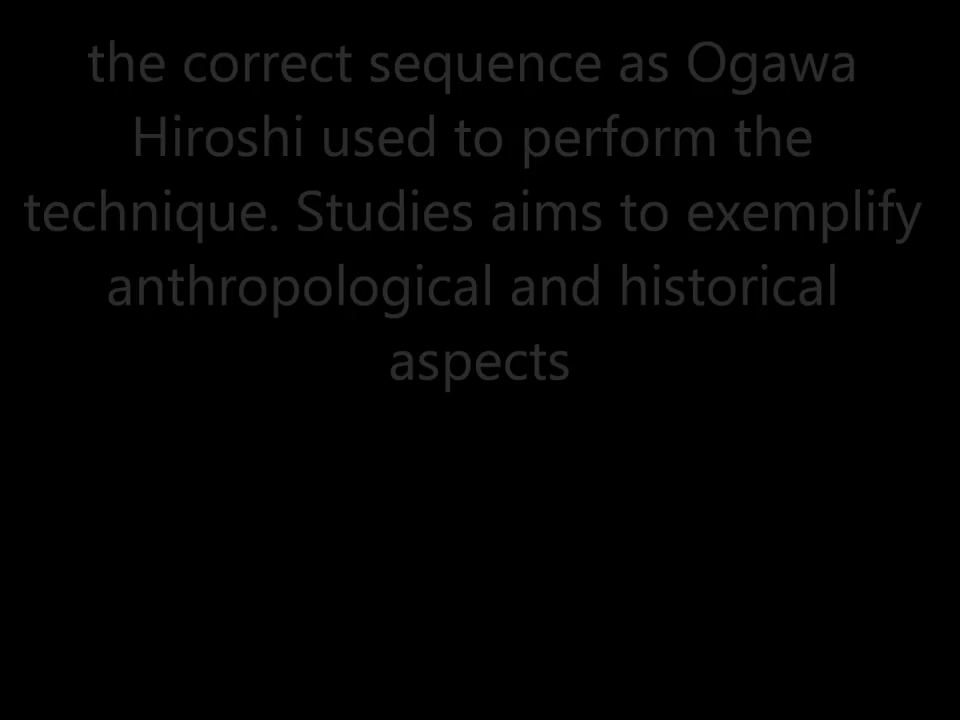 the correct sequence as Ogawa
Hiroshi used to perform the
technique. Studies aims to exemplify
anthropological and historical
aspects